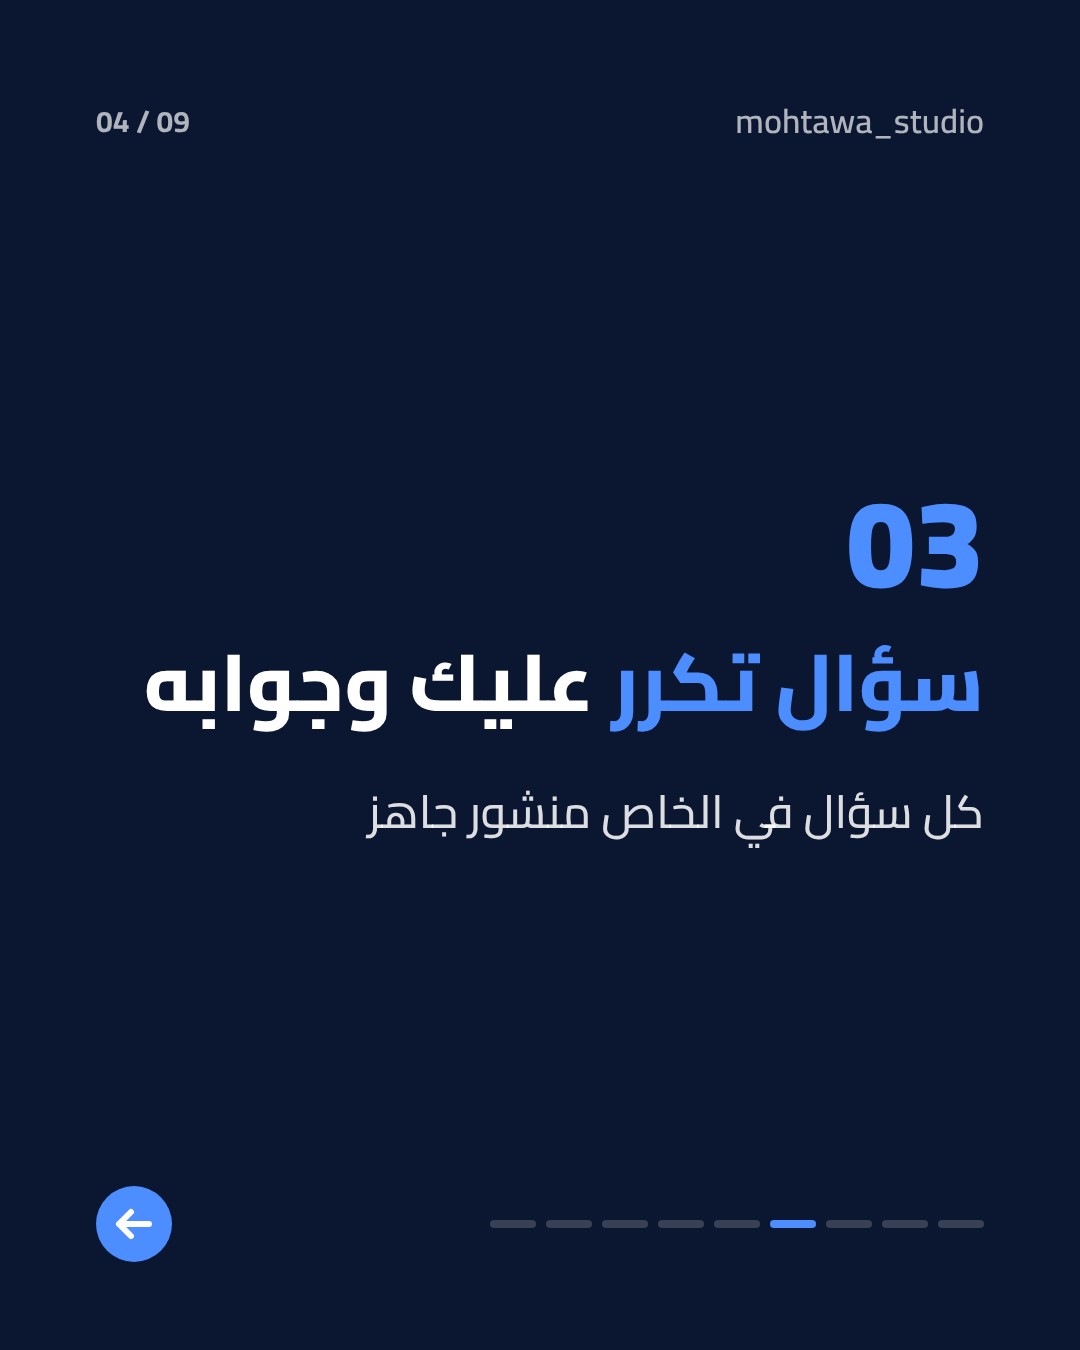 mohtawa_studio
04 / 09
03
سؤال تكرر عليك وجوابه
كل سؤال في الخاص منشور جاهز